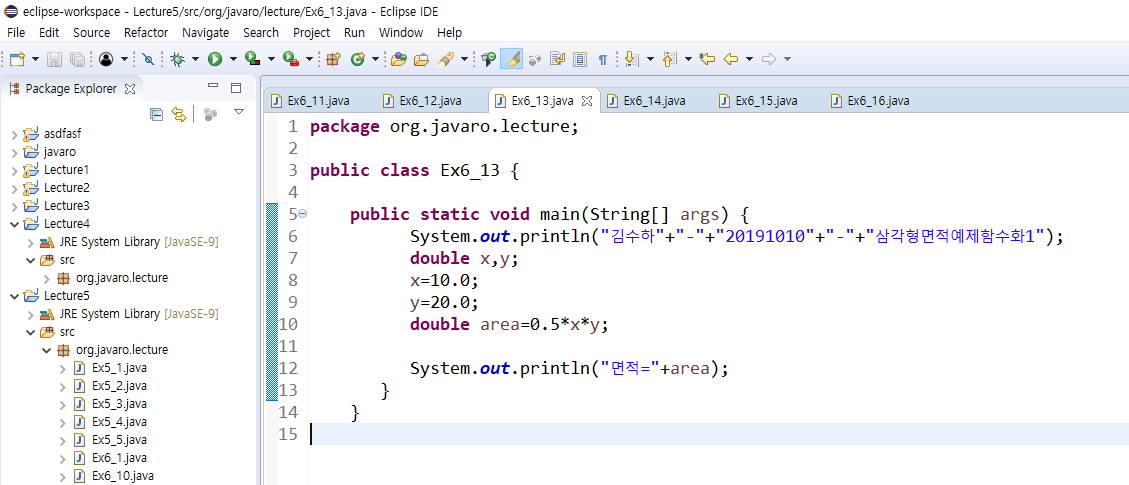 eclipse-workspace - Lecture5/src/org/javaro/lecture/Ex6_13.java - Eclipse IDE
File Edit Source Refactor Navigate Search Project Run Window Help
Package Explorer
asdfasf
javaro
Lecture1
Lecture2
Lecture3
Lecture4
JRE System Library [JavaSE-9]
src
org.javaro.lecture
Lecture5
JRE System Library [JavaSE-9]
src
org.javaro.lecture
Ex5_1.java
Ex5_2.java
Ex5_3.java
Ex5_4.java
Ex5_5.java
Ex6_1.java
Ex6_10.java
Ex6_11.java Ex6_12.java Ex6_13.java Ex6_14.java Ex6_15.java Ex6_16.java
1 package org.javaro.lecture;
2
3 public class Ex6_13 {
4
5 public static void main(String[] args) {
6 System.out.println("김수하"+"-"+"20191010"+"-"+"삼각형면적예제함수화1");
7 double x,y;
8 x=10.0;
9 y=20.0;
10 double area=0.5*x*y;
11
12 System.out.println("면적="+area);
13 }
14 }
15